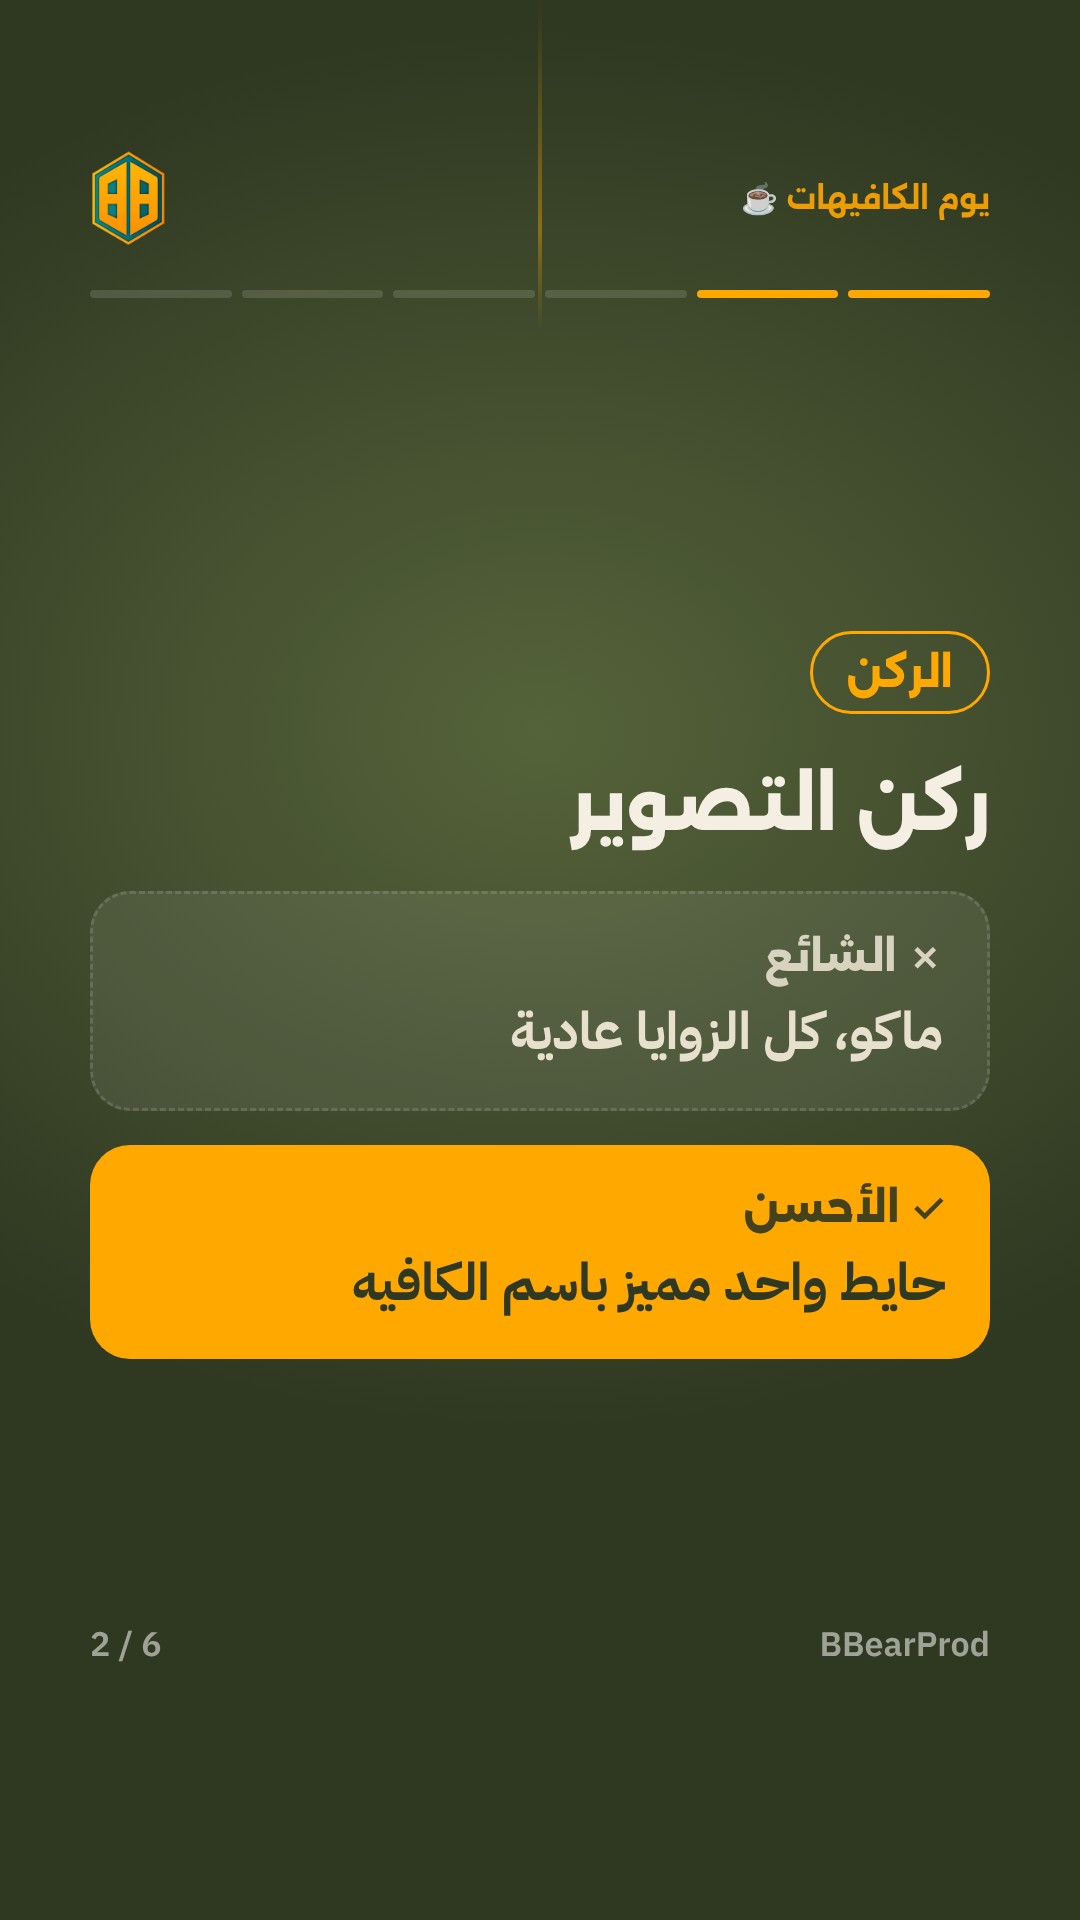 يوم الكافيهات ☕
الركن
ركن التصوير
× الشائع
ماكو، كل الزوايا عادية
✓ الأحسن
حايط واحد مميز باسم الكافيه
BBearProd
2 / 6